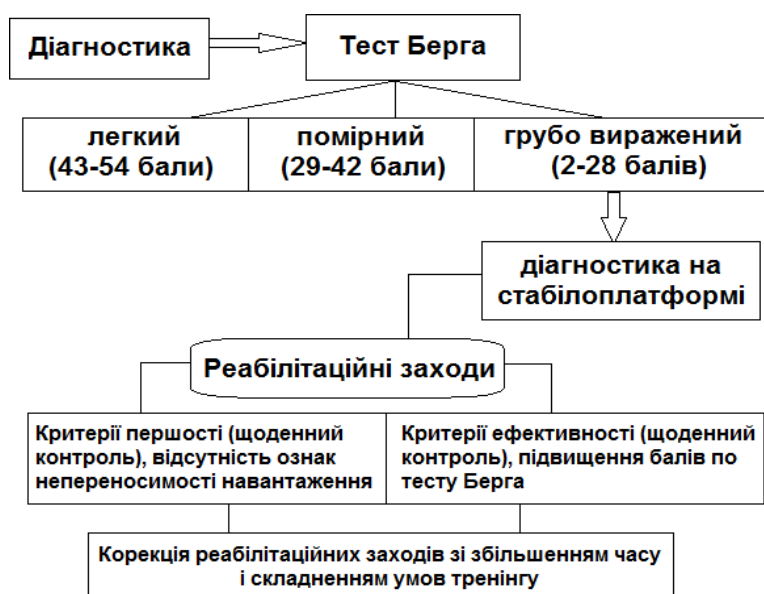 Діагностика
Тест Берга
легкий
(43-54 бали)
помірний
(29-42 бали)
грубо виражений
(2-28 балів)
діагностика на
стабілоплатформі
Реабілітаційні заходи
Критерії першості (щоденний
контроль), відсутність ознак
непереносимості навантаження
Критерії ефективності (щоденний
контроль), підвищення балів по
тесту Берга
Корекція реабілітаційних заходів зі збільшенням часу
і складненням умов тренінгу